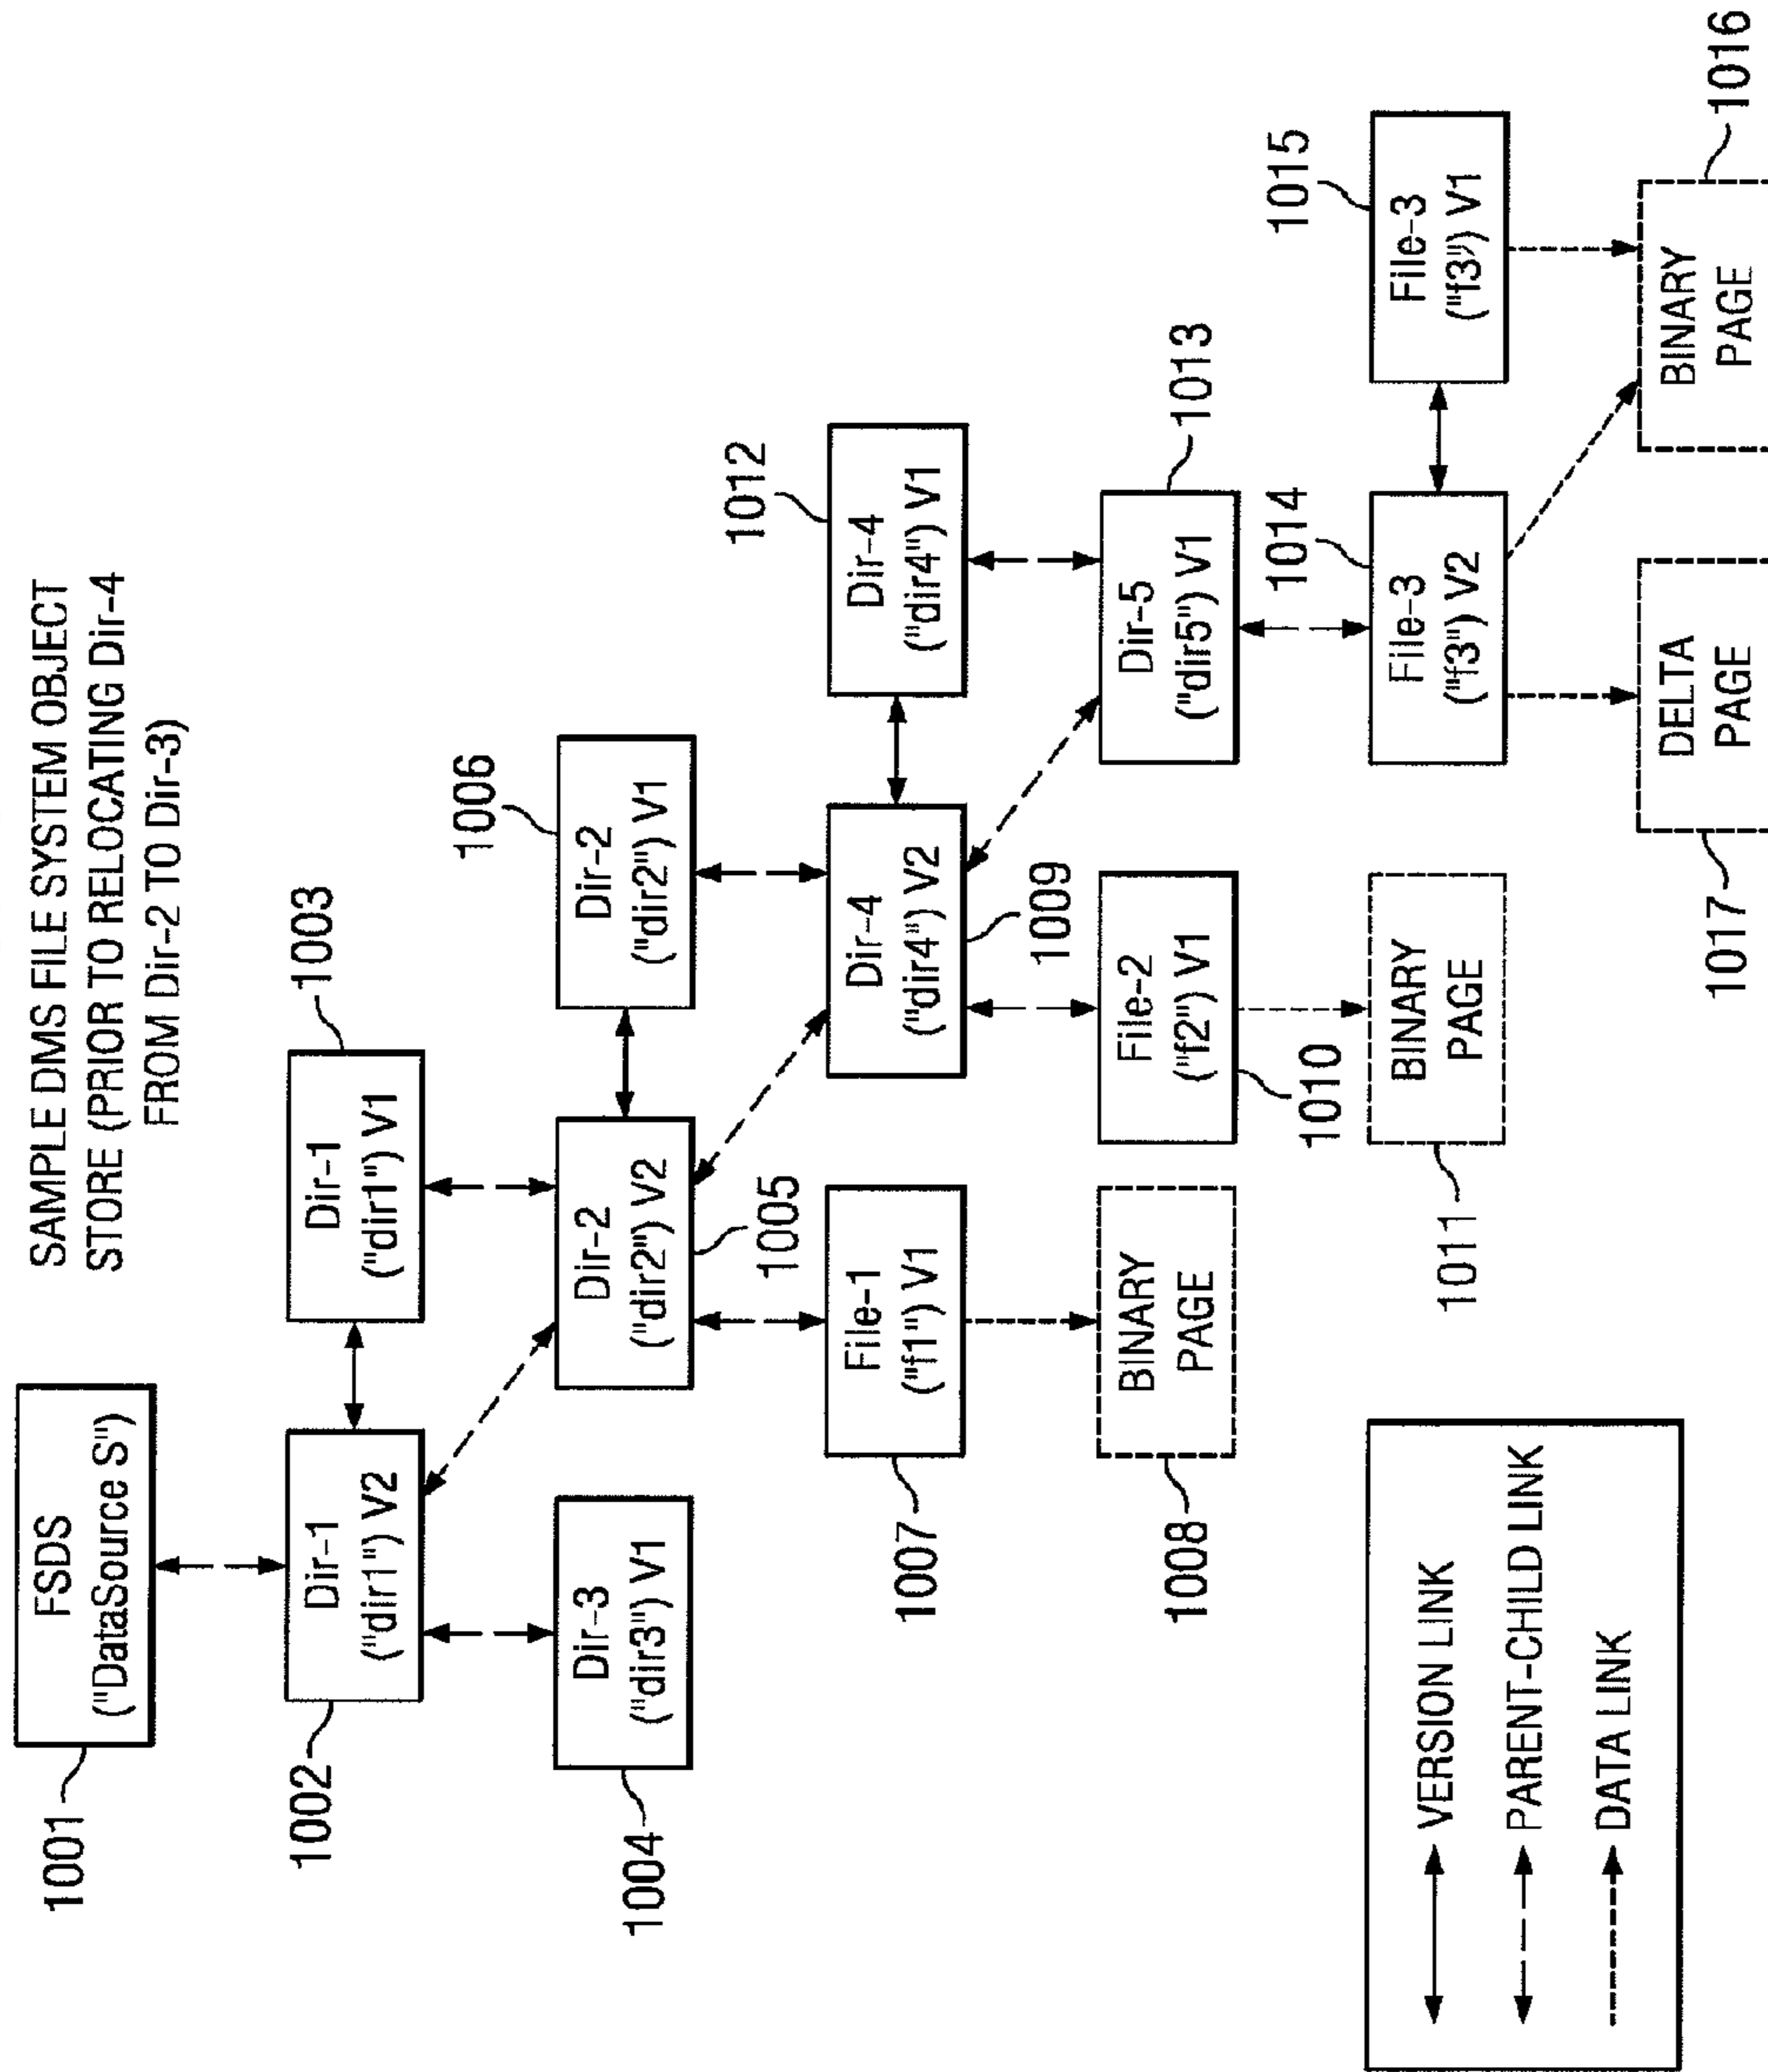 SAMPLE DMS FILE SYSTEM OBJECT
STORE (PRIOR TO RELOCATING Dir-4
FROM Dir-2 TO Dir-3)
1001
FSDS
("DataSource S")
1002
Dir-1
("dir1") V2
1003
Dir-1
("dir1") V1
1004
Dir-3
("dir3") V1
Dir-2
("dir2") V2
1005
1006
Dir-2
("dir2") V1
1007
File-1
("f1") V1
Dir-4
("dir4") V2
1009
1012
Dir-4
("dir4") V1
1008
BINARY
PAGE
File-2
("f2") V1
1010
Dir-5
("dir5") V1
1013
1011
BINARY
PAGE
1014
File-3
("f3") V2
1015
File-3
("f3") V1
1017
DELTA
PAGE
BINARY
PAGE
1016
VERSION LINK
PARENT-CHILD LINK
DATA LINK